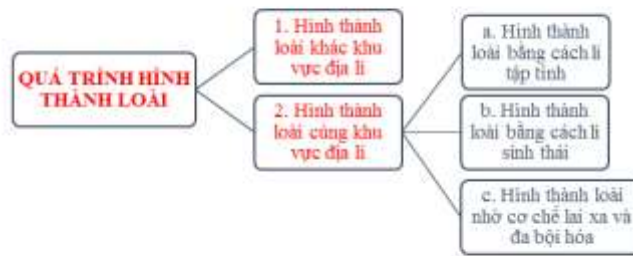 QUÁ TRÌNH HÌNH
THÀNH LOÀI
1. Hình thành
loài khác khu
vực địa lí
2. Hình thành
loài cùng khu
vực địa lí
a. Hình thành
loài bằng cách li
tập tính
b. Hình thành
loài bằng cách li
sinh thái
c. Hình thành loài
nhờ cơ chế lai xa và
đa bội hóa